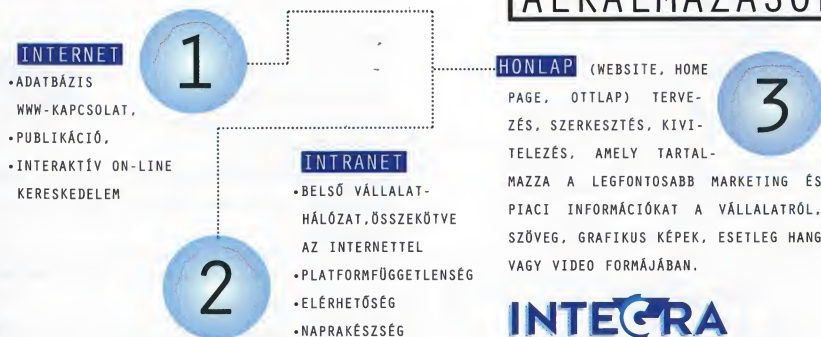 ALKALMAZÁSOK
1
INTERNET
•ADATBÁZIS
WWW-KAPCSOLAT,
•PUBLIKÁCIÓ,
•INTERAKTÍV ON-LINE
KERESKEDELEM
2
INTRANET
•BELSŐ VÁLLALAT-
HÁLÓZAT,ÖSSZEKÖTVE
AZ INTERNETTEL
•PLATFORMFÜGGETLENSÉG
•ELÉRHETŐSÉG
•NAPRAKÉSZSÉG
3
HONLAP (WEBSITE, HOME
PAGE, OTTLAP) TERVE-
ZÉS, SZERKESZTÉS, KIVI-
TELEZÉS, AMELY TARTAL-
MAZZA A LEGFONTOSABB MARKETING ÉS
PIACI INFORMÁCIÓKAT A VÁLLALATRÓL,
SZÖVEG, GRAFIKUS KÉPEK, ESETLEG HANG
VAGY VIDEO FORMÁJÁBAN.
INTEGRA